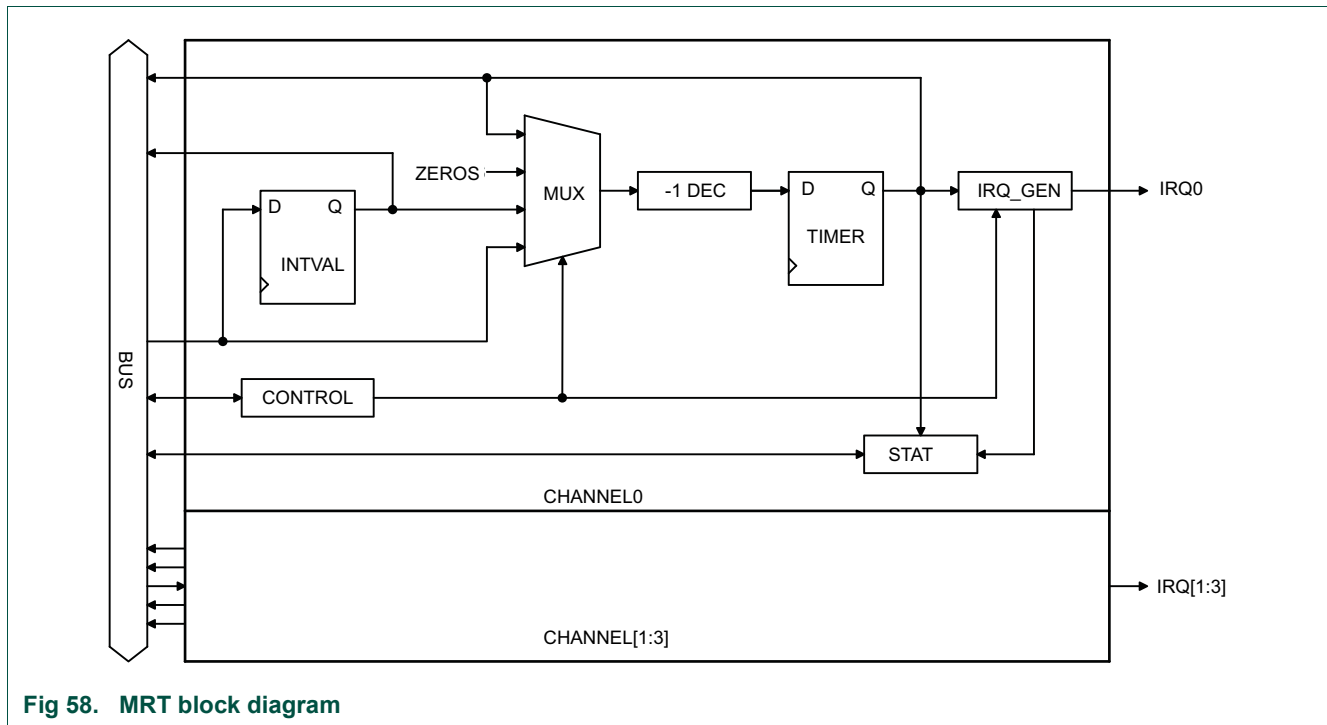 ZEROS
MUX
-1 DEC
D Q
TIMER
IRQ_GEN
IRQ0
D Q
INTVAL
BUS
CONTROL
STAT
CHANNEL0
IRQ[1:3]
CHANNEL[1:3]
Fig 58. MRT block diagram